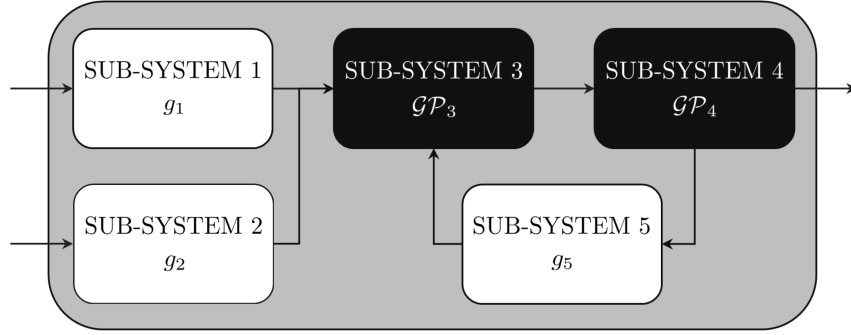 SUB-SYSTEM 1
g₁
SUB-SYSTEM 3
𝒢𝒫₃
SUB-SYSTEM 4
𝒢𝒫₄
SUB-SYSTEM 2
g₂
SUB-SYSTEM 5
g₅